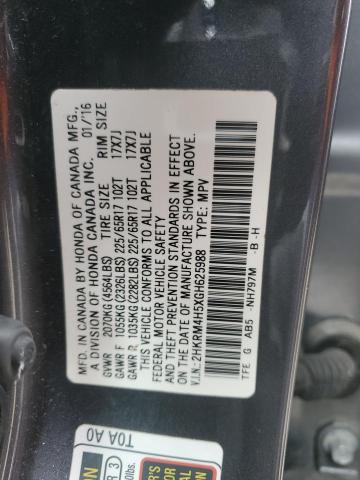 MFD. IN CANADA BY HONDA OF CANADA MFG.,
A DIVISION OF HONDA CANADA INC. 01/16
GVWR 2070KG(4564LBS) TIRE SIZE RIM SIZE
GAWR F 1055KG(2326LBS) 225/65R17 102T 17X7J
GAWR R 1035KG(2282LBS) 225/65R17 102T 17X7J
THIS VEHICLE CONFORMS TO ALL APPLICABLE
FEDERAL MOTOR VEHICLE SAFETY
AND THEFT PREVENTION STANDARDS IN EFFECT
ON THE DATE OF MANUFACTURE SHOWN ABOVE.
V.I.N.: 2HKRM4H5XGH625988 TYPE: MPV
TFE G AB5 -NH797M -B -H
T0A A0